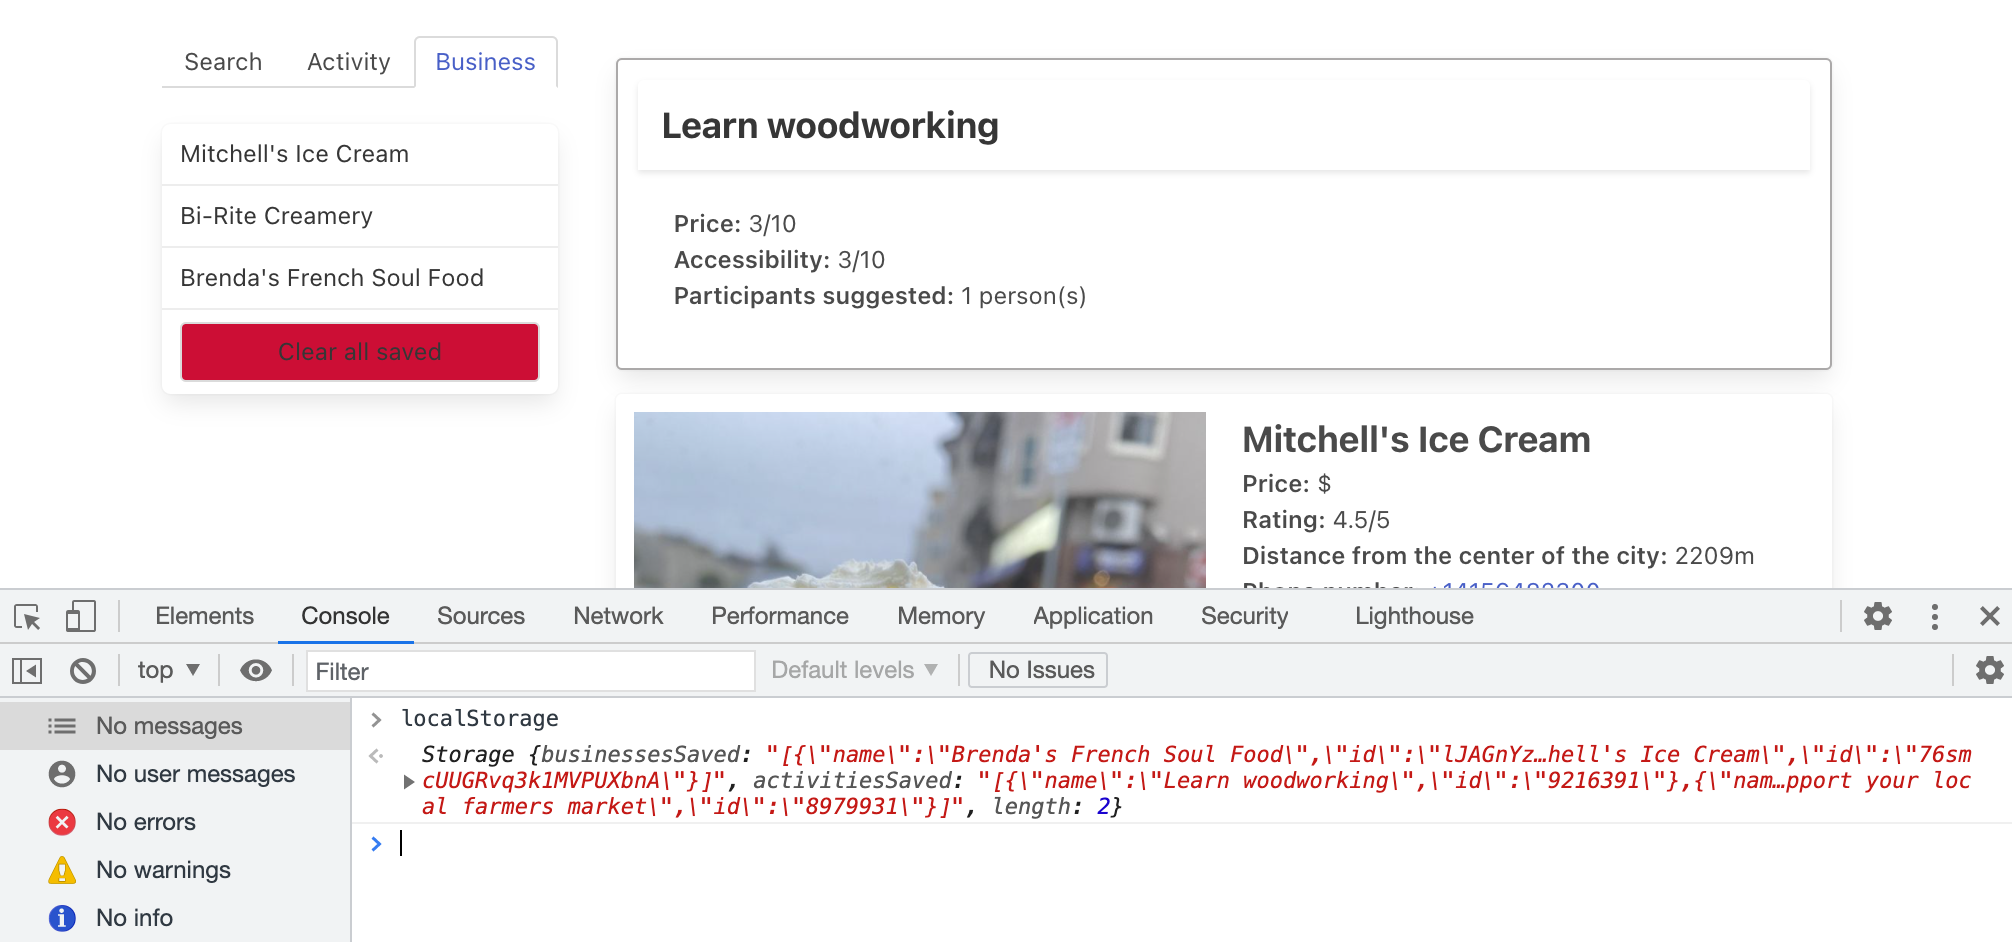 Search Activity Business
Mitchell's Ice Cream
Bi-Rite Creamery
Brenda's French Soul Food
Clear all saved
Learn woodworking
Price: 3/10
Accessibility: 3/10
Participants suggested: 1 person(s)
Mitchell's Ice Cream
Price: $
Rating: 4.5/5
Distance from the center of the city: 2209m
Elements Console Sources Network Performance Memory Application Security Lighthouse
top Filter Default levels No Issues
No messages
No user messages
No errors
No warnings
No info
localStorage
Storage {businessesSaved: "[{\"name\":\"Brenda's French Soul Food\",\"id\":\"lJAGnYz…hell's Ice Cream\",\"id\":\"76sm
cUUGRvq3k1MVPUXbnA\"}]", activitiesSaved: "[{\"name\":\"Learn woodworking\",\"id\":\"9216391\"},{\"nam…pport your loc
al farmers market\",\"id\":\"8979931\"}]", length: 2}